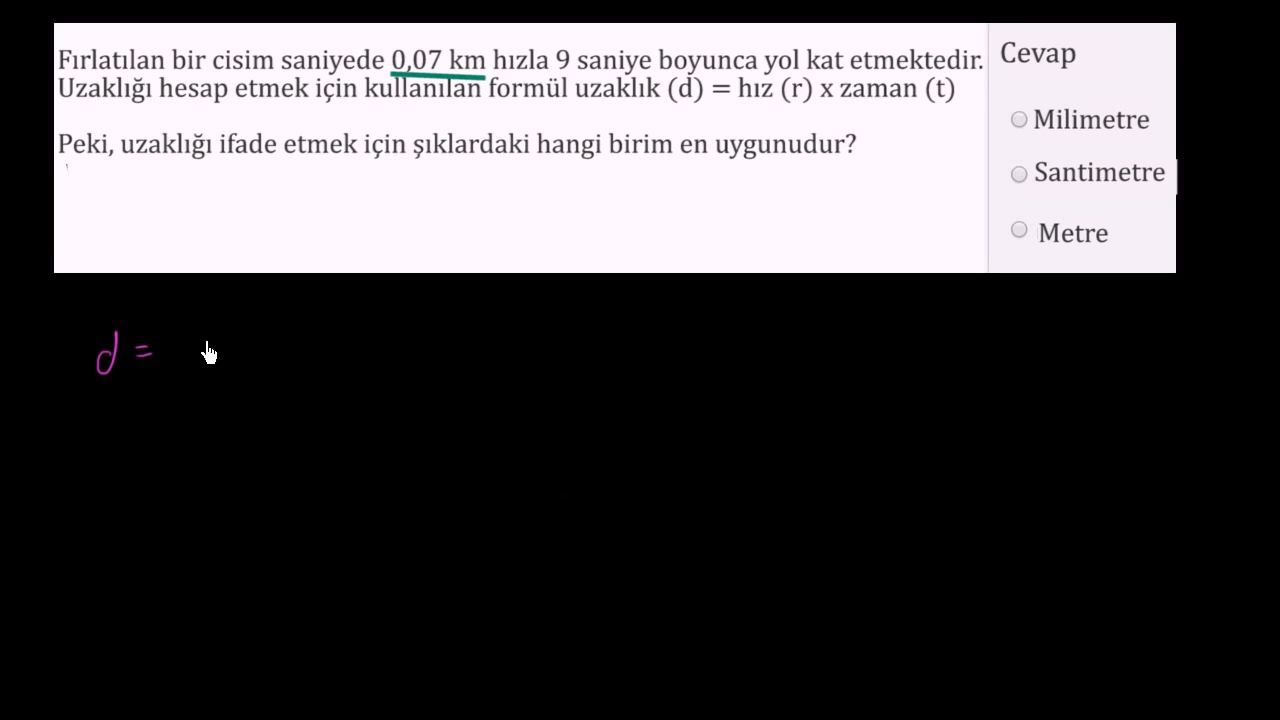 Fırlatılan bir cisim saniyede 0,07 km hızla 9 saniye boyunca yol kat etmektedir.
Uzaklığı hesap etmek için kullanılan formül uzaklık (d) = hız (r) x zaman (t)
Peki, uzaklığı ifade etmek için şıklardaki hangi birim en uygunudur?
Cevap
Milimetre
Santimetre
Metre
d =